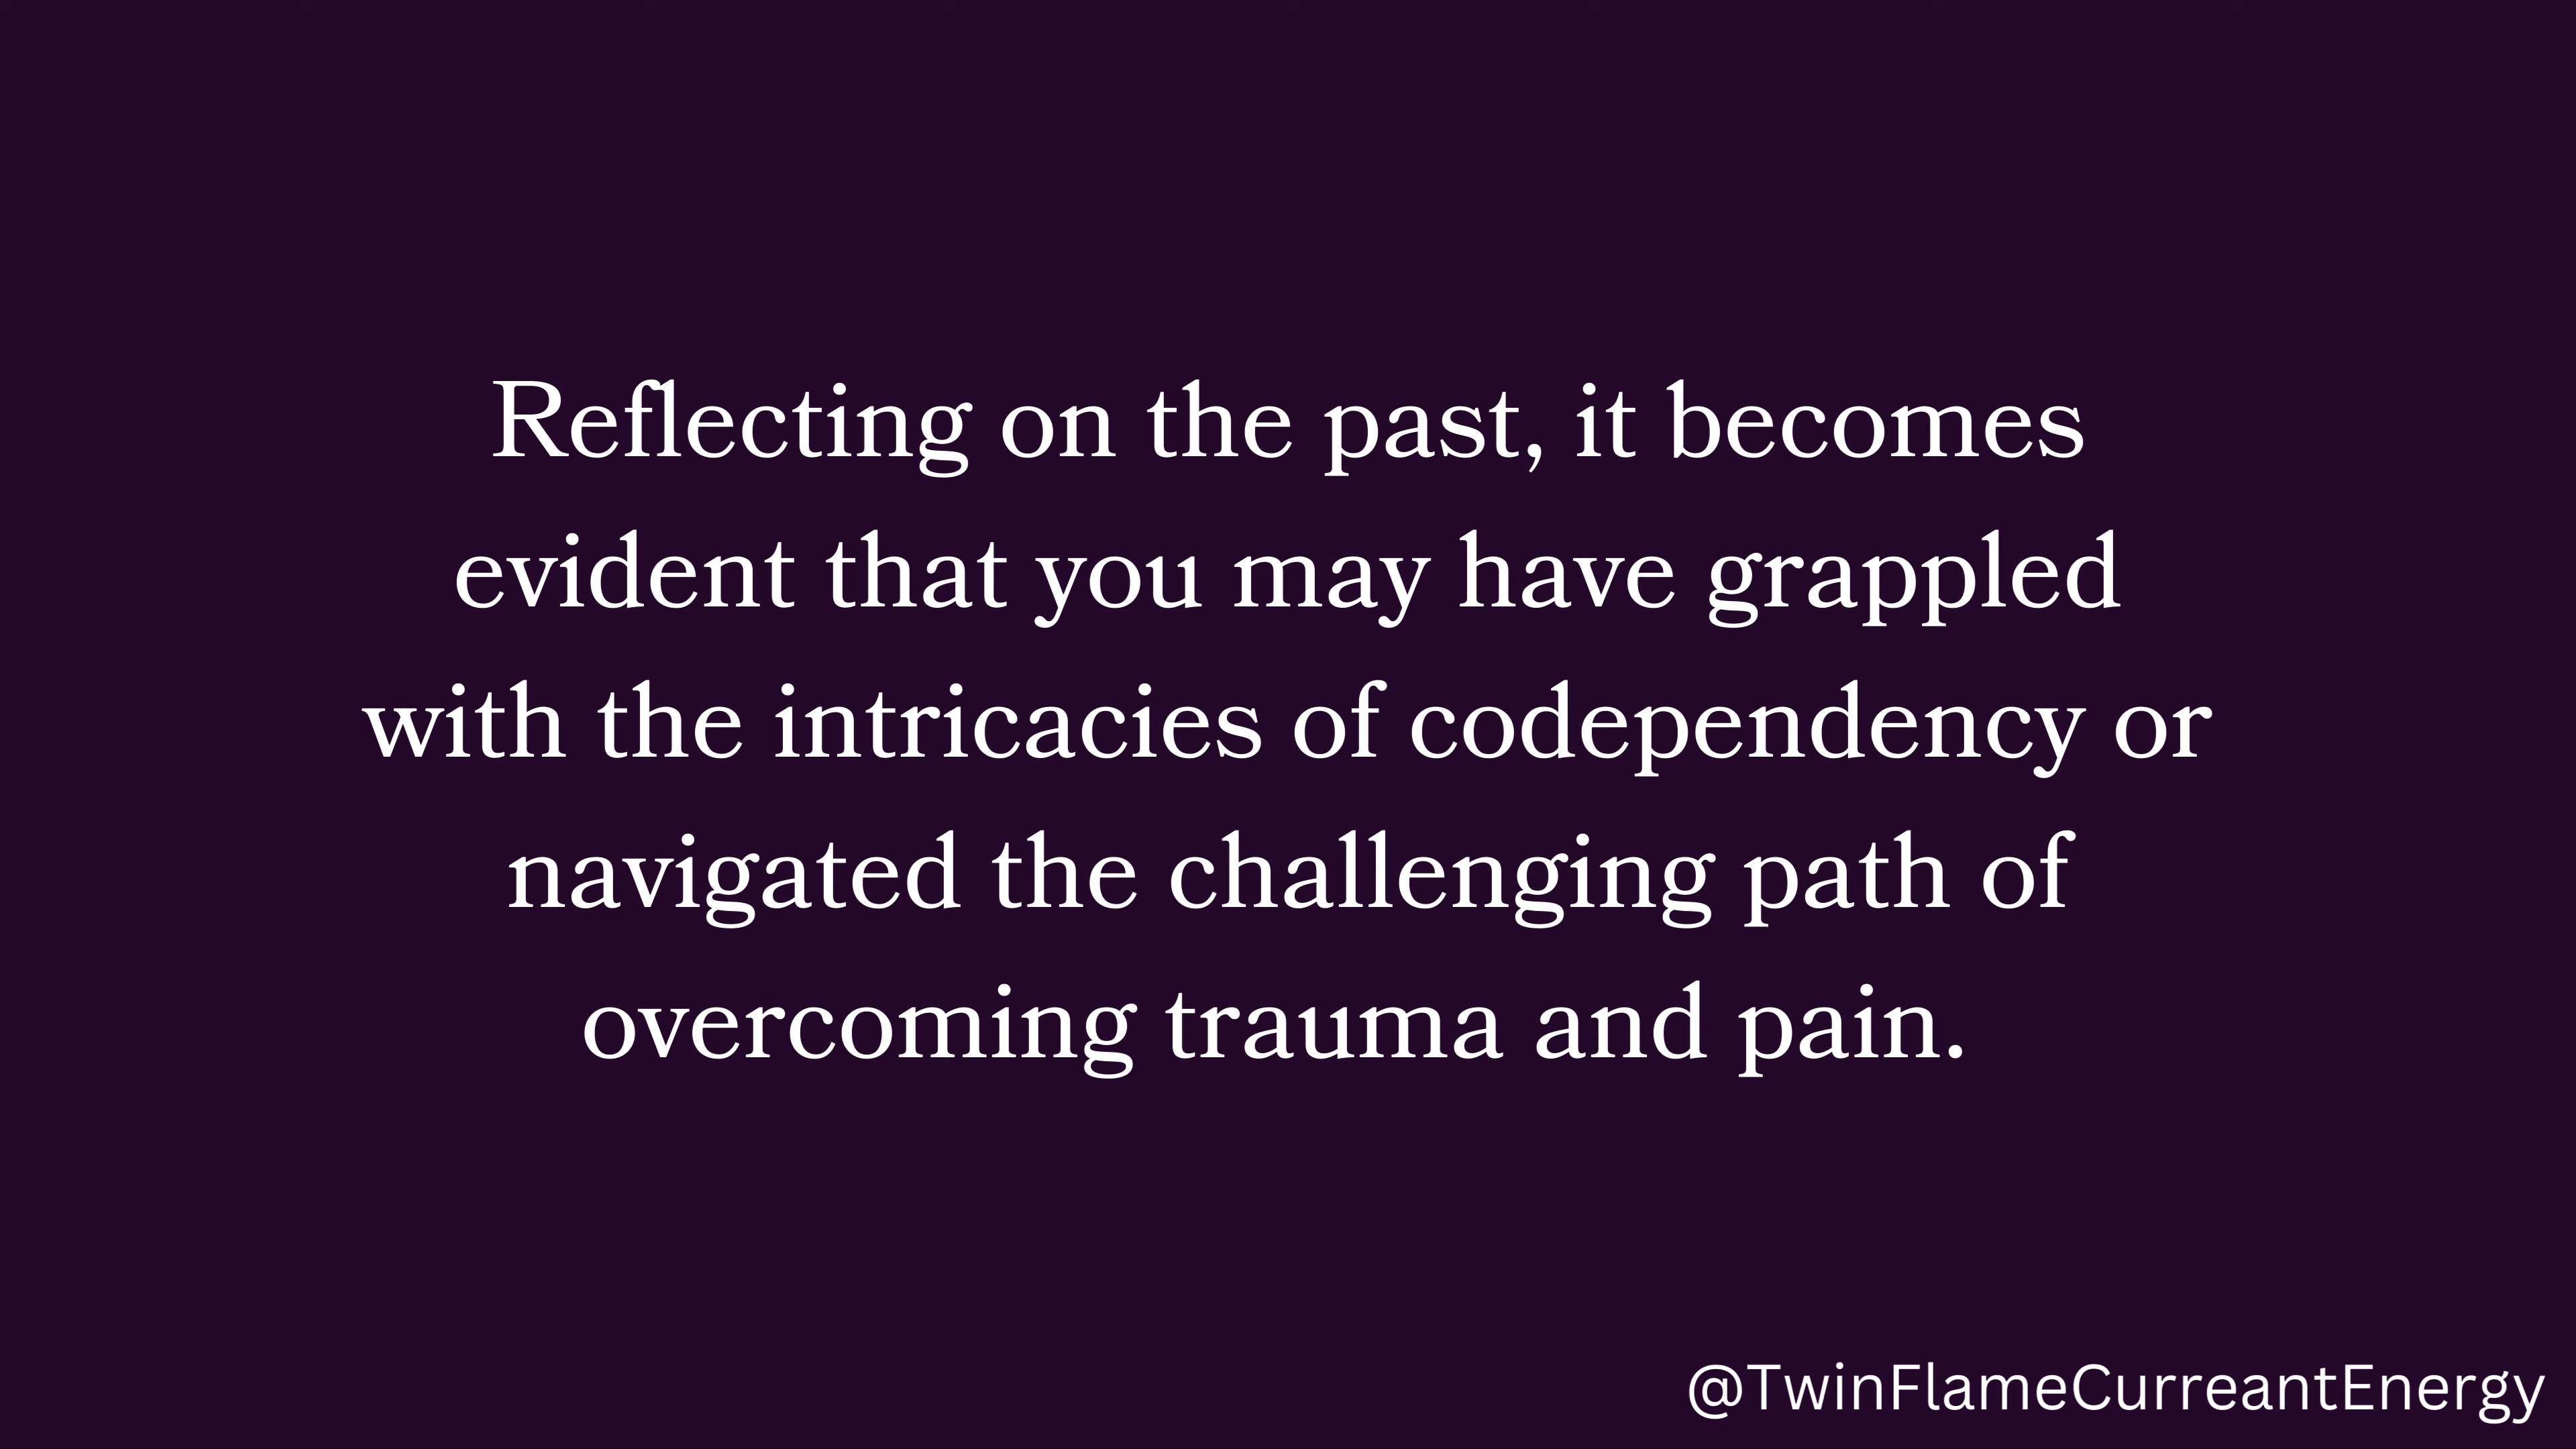 Reflecting on the past, it becomes
evident that you may have grappled
with the intricacies of codependency or
navigated the challenging path of
overcoming trauma and pain.
@TwinFlameCurreantEnergy